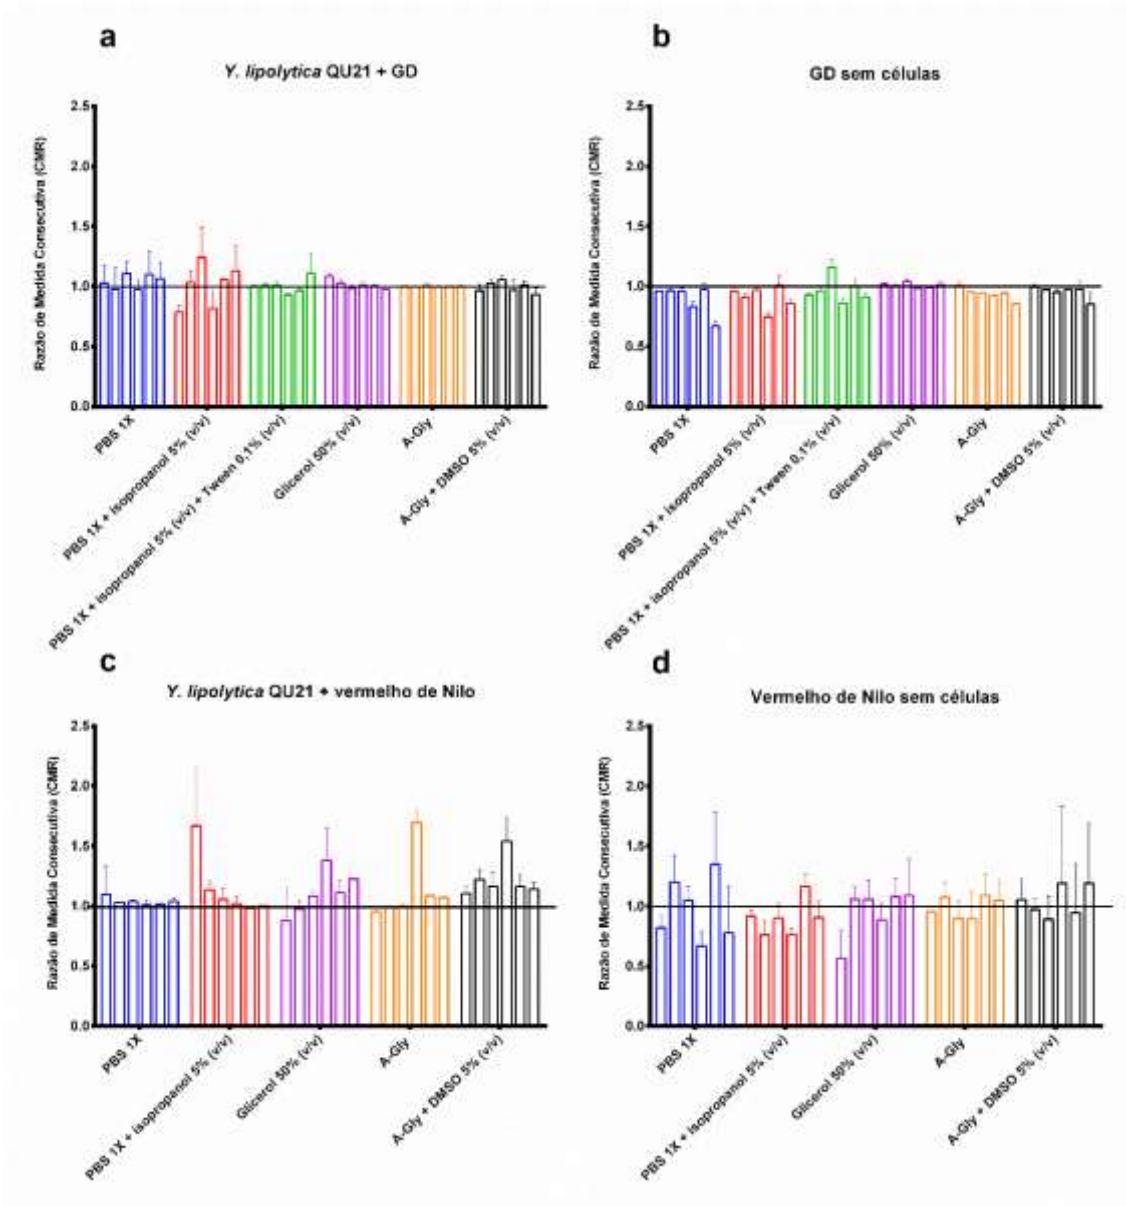 a
Y. lipolytica QU21 + GD
Razão de Medida Consecutiva (CMR)
2.5
2.0
1.5
1.0
0.5
0.0
PBS 1X
PBS 1X + isopropanol 5% (v/v)
PBS 1X + isopropanol 5% (v/v) + Tween 0,1% (v/v)
Glicerol 50% (v/v)
A-Gly
A-Gly + DMSO 5% (v/v)
b
GD sem células
Razão de Medida Consecutiva (CMR)
2.5
2.0
1.5
1.0
0.5
0.0
PBS 1X
PBS 1X + isopropanol 5% (v/v)
PBS 1X + isopropanol 5% (v/v) + Tween 0,1% (v/v)
Glicerol 50% (v/v)
A-Gly
A-Gly + DMSO 5% (v/v)
c
Y. lipolytica QU21 + vermelho de Nilo
Razão de Medida Consecutiva (CMR)
2.5
2.0
1.5
1.0
0.5
0.0
PBS 1X
PBS 1X + isopropanol 5% (v/v)
Glicerol 50% (v/v)
A-Gly
A-Gly + DMSO 5% (v/v)
d
Vermelho de Nilo sem células
Razão de Medida Consecutiva (CMR)
2.5
2.0
1.5
1.0
0.5
0.0
PBS 1X
PBS 1X + isopropanol 5% (v/v)
Glicerol 50% (v/v)
A-Gly
A-Gly + DMSO 5% (v/v)